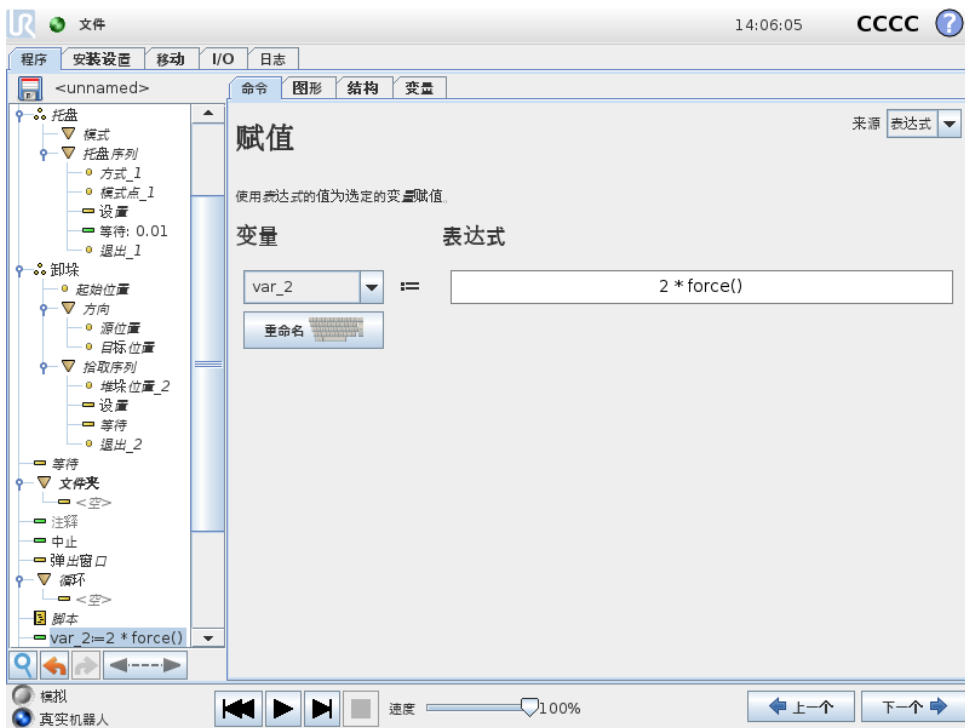 UR 文件 14:06:05 CCCC ?
程序 安装设置 移动 I/O 日志
<unnamed>
命令 图形 结构 变量
托盘
模式
托盘序列
方式_1
模式点_1
设置
等待: 0.01
退出_1
卸垛
起始位置
方向
源位置
目标位置
拾取序列
堆垛位置_2
设置
等待
退出_2
等待
文件夹
<空>
注释
中止
弹出窗口
循环
<空>
脚本
var_2:=2 * force()
赋值
来源 表达式
使用表达式的值为选定的变量赋值。
变量 表达式
var_2 := 2 * force()
重命名
模拟
真实机器人
速度 100%
上一个 下一个